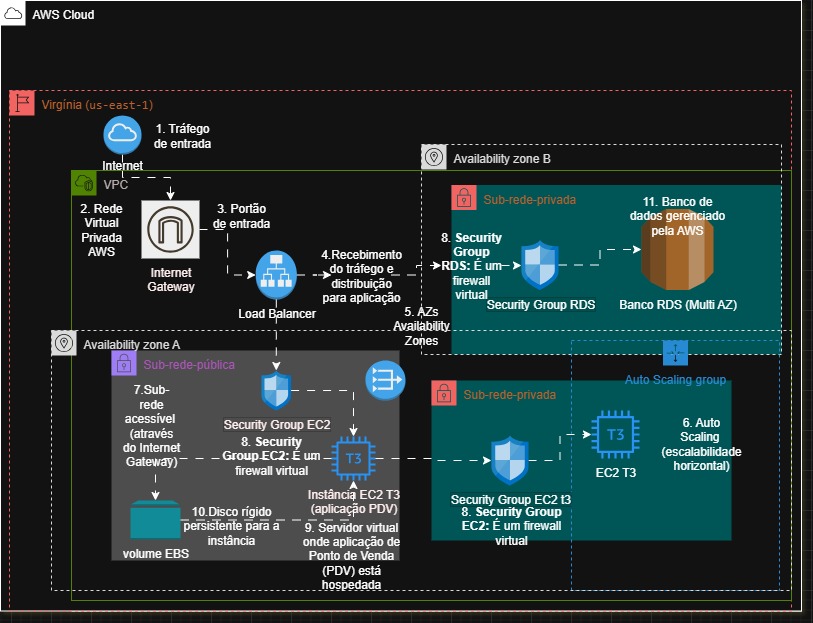 AWS Cloud
Virgínia (us-east-1)
1. Tráfego
de entrada
Internet
VPC
2. Rede
Virtual
Privada
AWS
3. Portão
de entrada
Internet
Gateway
4.Recebimento
do tráfego e
distribuição
para aplicação
Load Balancer
5. AZs
Availability
Zones
Availability zone B
Sub-rede-privada
8. Security
Group
RDS: É um
firewall
virtual
Security Group RDS
11. Banco de
dados gerenciado
pela AWS
Banco RDS (Multi AZ)
Availability zone A
Sub-rede-pública
7.Sub-
rede
acessível
(através
do Internet
Gateway)
Security Group EC2
8. Security
Group EC2: É um
firewall virtual
T3
Instância EC2 T3
(aplicação PDV)
9. Servidor virtual
onde aplicação de
Ponto de Venda
(PDV) está
hospedada
10.Disco rígido
persistente para a
instância
volume EBS
Auto Scaling group
Sub-rede-privada
T3
EC2 T3
6. Auto
Scaling
(escalabilidade
horizontal)
Security Group EC2 t3
8. Security Group
EC2: É um firewall
virtual